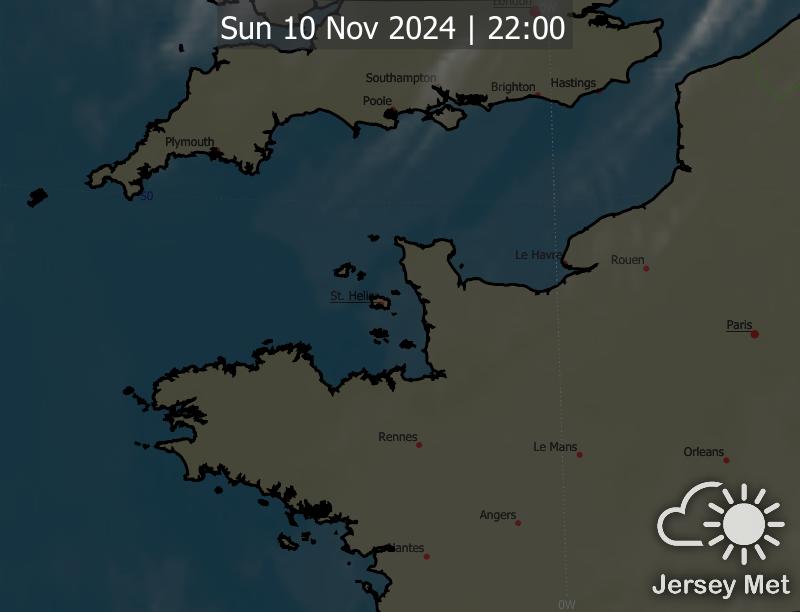 London
Sun 10 Nov 2024 | 22:00
Southampton
Brighton
Hastings
Poole
Plymouth
50
Le Havre
Rouen
St. Helier
Paris
Rennes
Le Mans
Orleans
Angers
Nantes
Jersey Met
0W